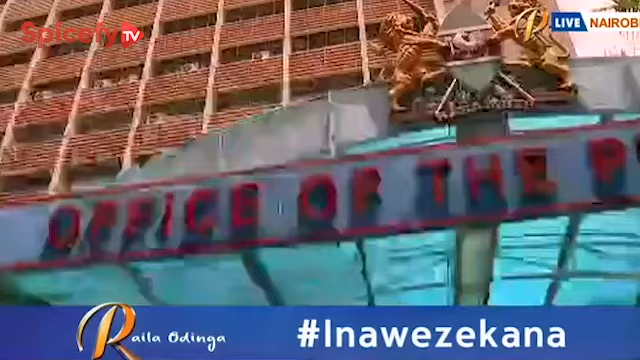 Spicefy TV
R LIVE NAIROBI
OFFICE OF THE P
Raila Odinga
#Inawezekana